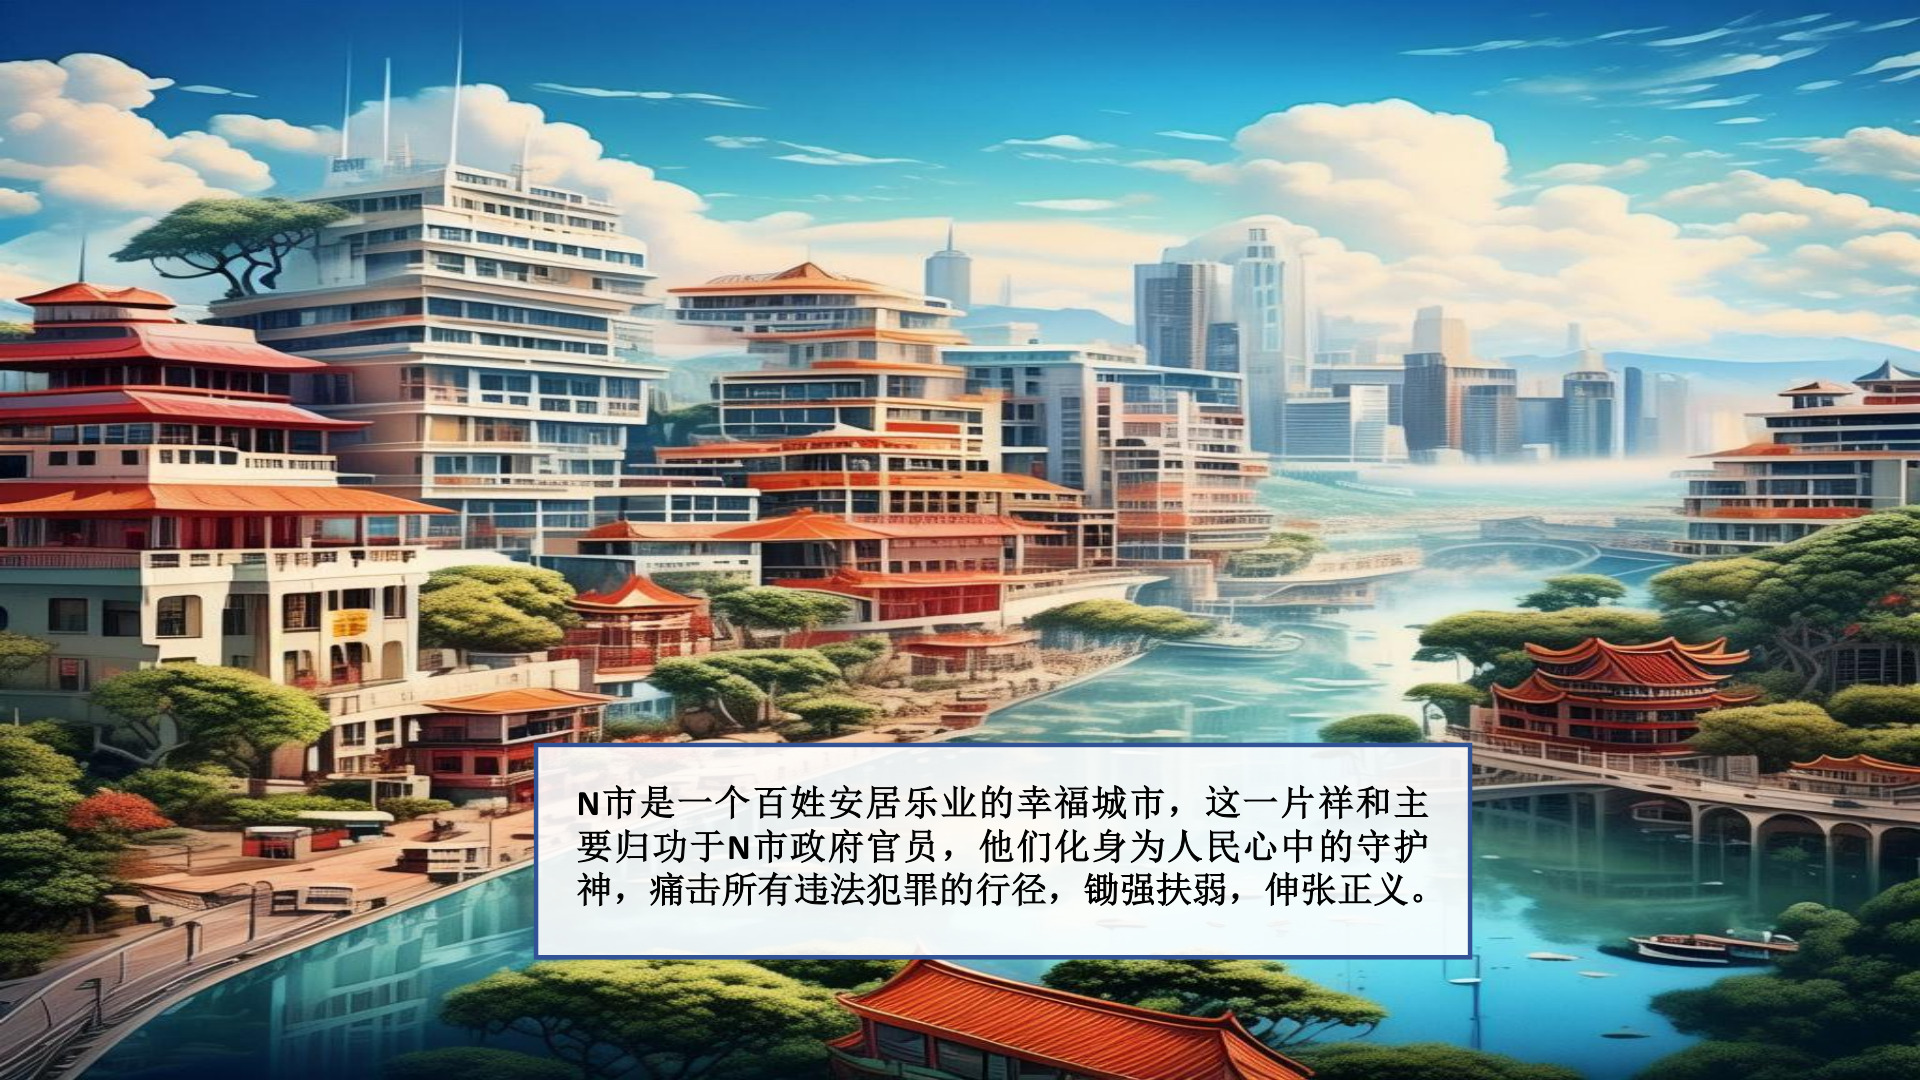 N市是一个百姓安居乐业的幸福城市，这一片祥和主
要归功于N市政府官员，他们化身为人民心中的守护
神，痛击所有违法犯罪的行径，锄强扶弱，伸张正义。